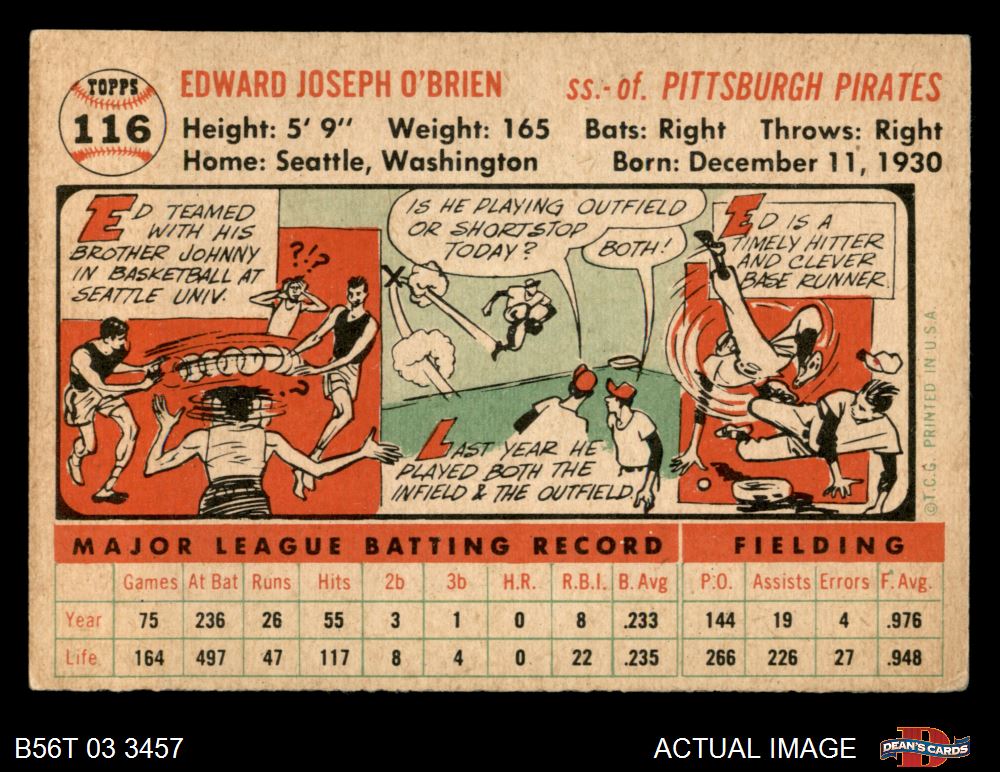 TOPPS
116
EDWARD JOSEPH O'BRIEN ss.-of. PITTSBURGH PIRATES
Height: 5' 9" Weight: 165 Bats: Right Throws: Right
Home: Seattle, Washington Born: December 11, 1930
ED TEAMED
WITH HIS
BROTHER JOHNNY
IN BASKETBALL AT
SEATTLE UNIV.
?!?
?
IS HE PLAYING OUTFIELD
OR SHORTSTOP
TODAY?
BOTH!
LAST YEAR HE
PLAYED BOTH THE
INFIELD & THE OUTFIELD.
ED IS A
TIMELY HITTER
AND CLEVER
BASE RUNNER.
©T.C.G. PRINTED IN U.S.A.
MAJOR LEAGUE BATTING RECORD FIELDING
Games At Bat Runs Hits 2b 3b H.R. R.B.I. B. Avg P.O. Assists Errors F. Avg.
Year 75 236 26 55 3 1 0 8 .233 144 19 4 .976
Life 164 497 47 117 8 4 0 22 .235 266 226 27 .948
B56T 03 3457 ACTUAL IMAGE
DEAN'S CARDS